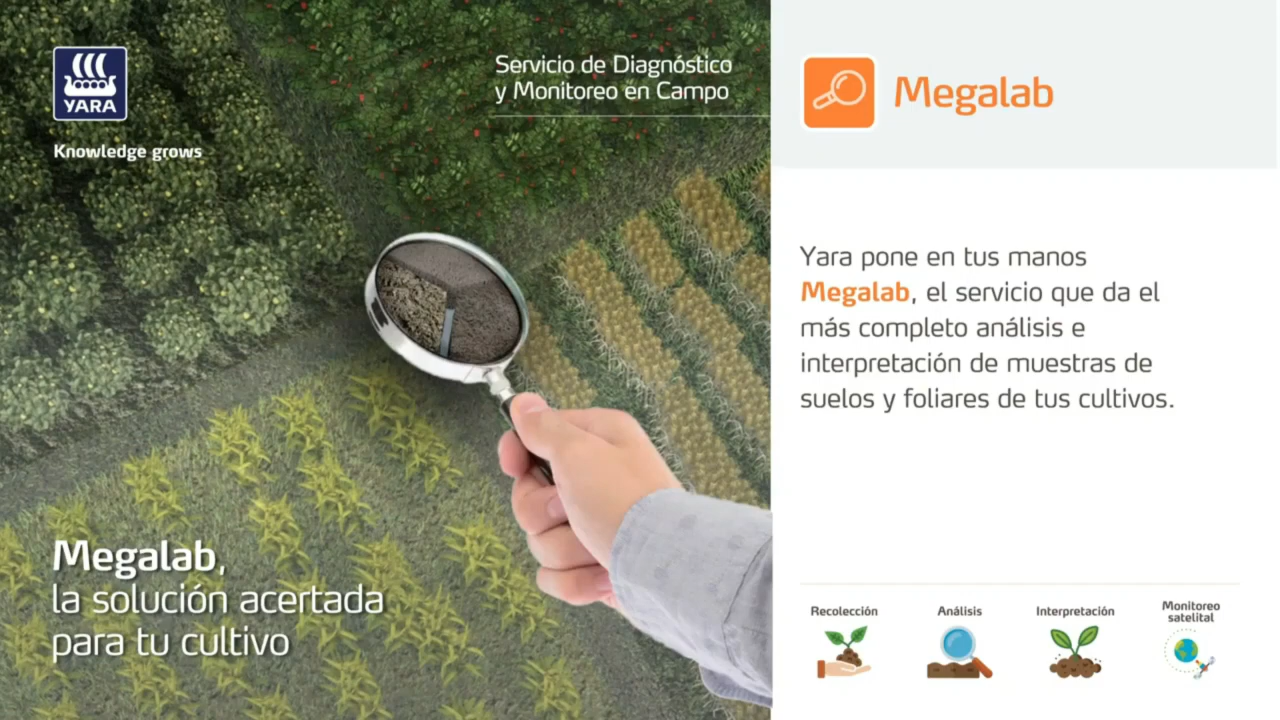 YARA
Knowledge grows
Servicio de Diagnóstico
y Monitoreo en Campo
Megalab,
la solución acertada
para tu cultivo
Megalab
Yara pone en tus manos
Megalab, el servicio que da el
más completo análisis e
interpretación de muestras de
suelos y foliares de tus cultivos.
Recolección
Análisis
Interpretación
Monitoreo
satelital